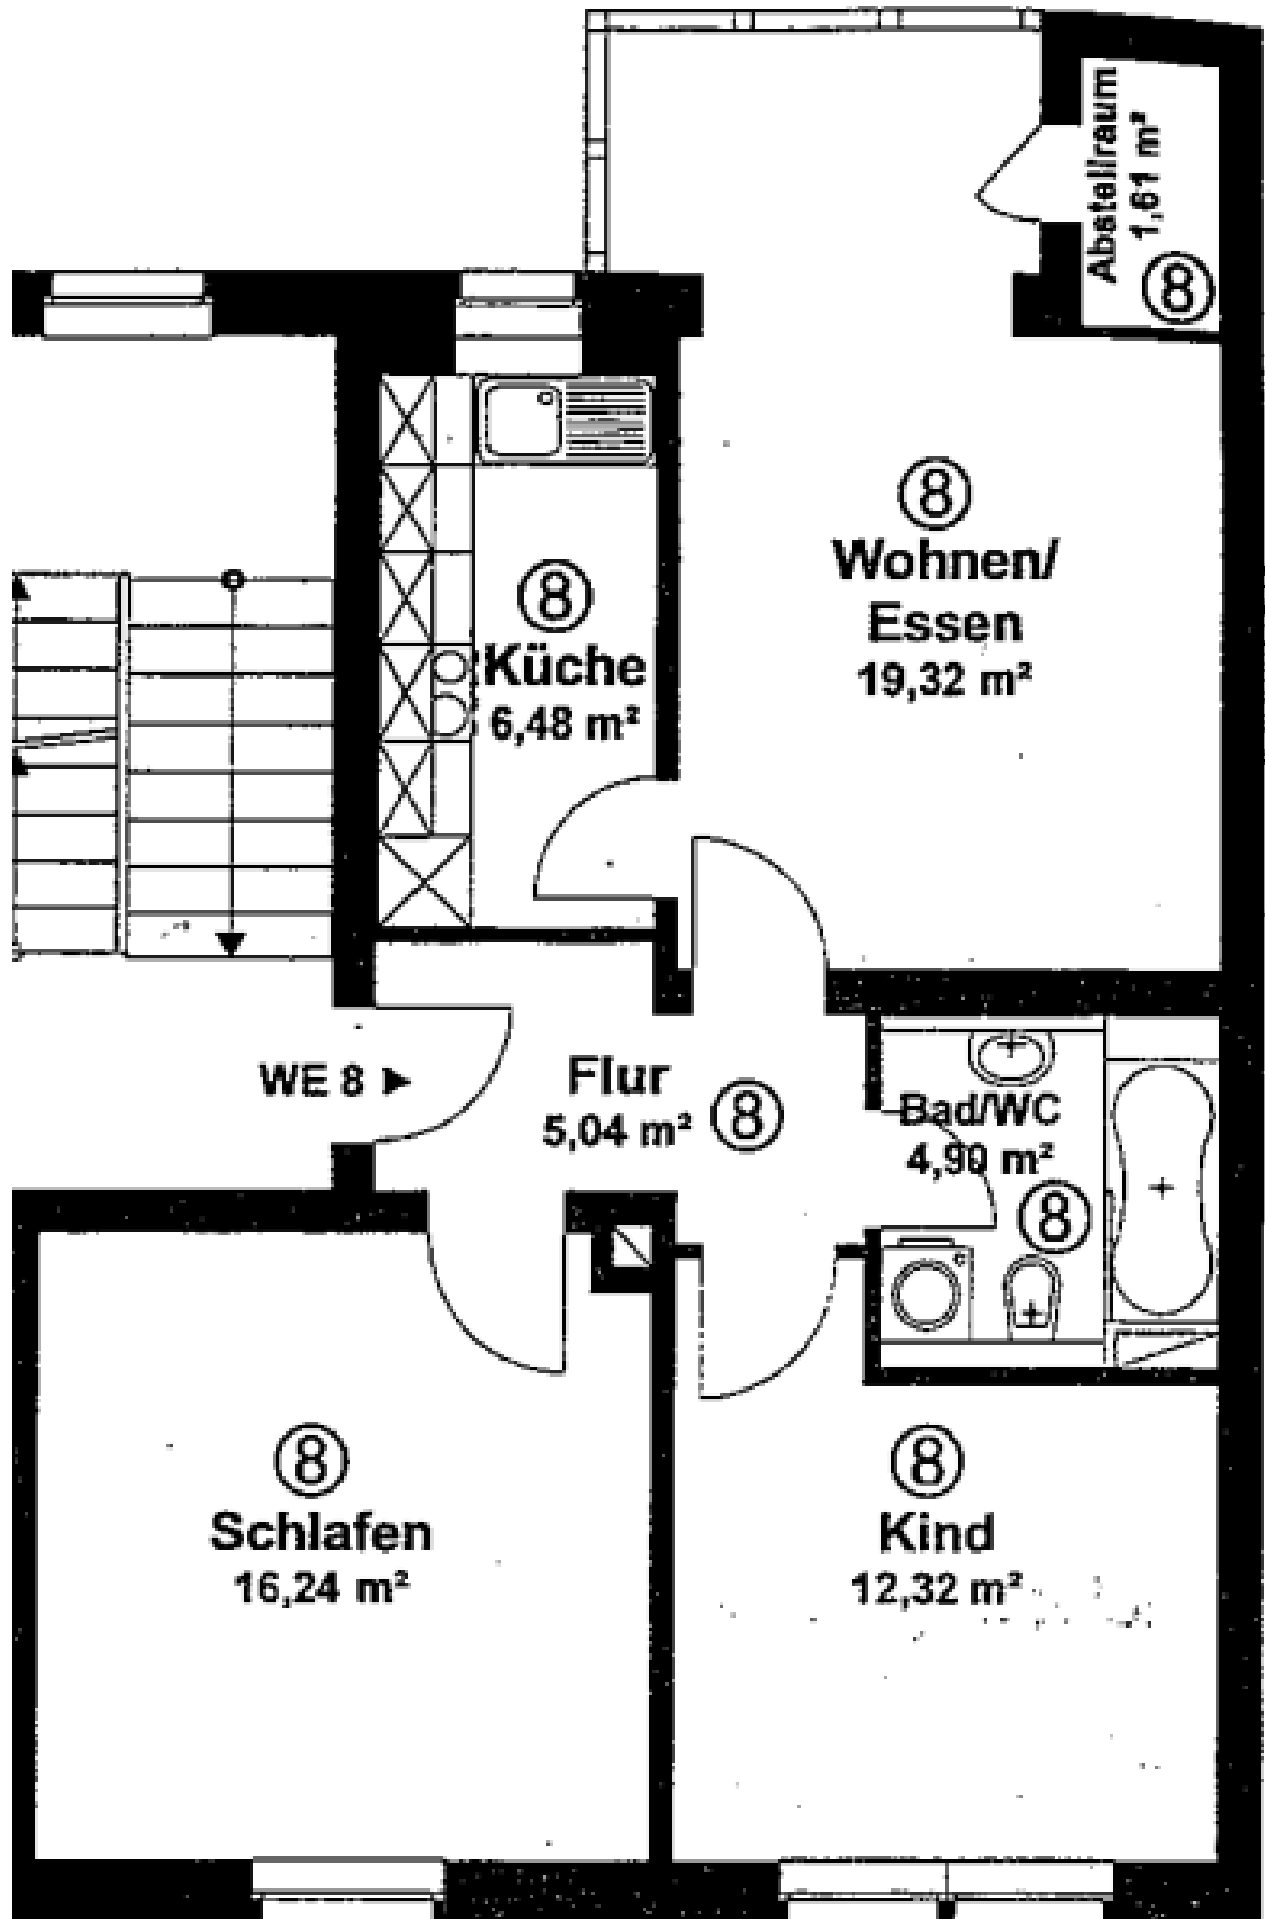 Abstellraum
1,61 m²
8
8
Wohnen/
Essen
19,32 m²
8
Küche
6,48 m²
WE 8
Flur
5,04 m²
8
Bad/WC
4,90 m²
8
8
Schlafen
16,24 m²
8
Kind
12,32 m²